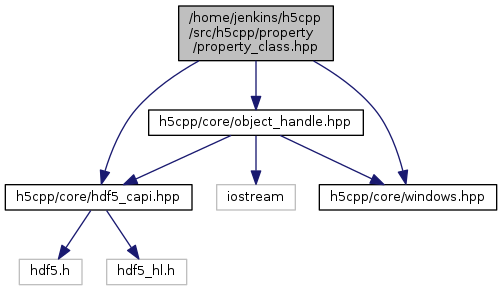 /home/jenkins/h5cpp
/src/h5cpp/property
/property_class.hpp
h5cpp/core/object_handle.hpp
h5cpp/core/hdf5_capi.hpp
iostream
h5cpp/core/windows.hpp
hdf5.h
hdf5_hl.h